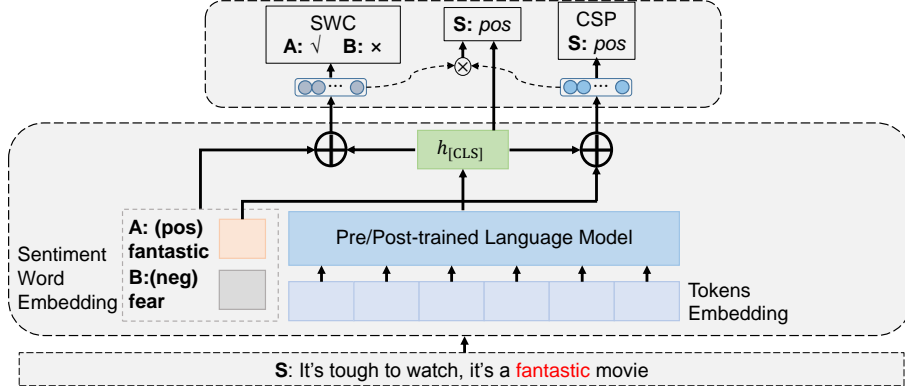 SWC
A: √ B: ×
S: pos
CSP
S: pos
h[CLS]
A: (pos)
fantastic
B:(neg)
fear
Sentiment
Word
Embedding
Pre/Post-trained Language Model
Tokens
Embedding
S: It's tough to watch, it's a fantastic movie